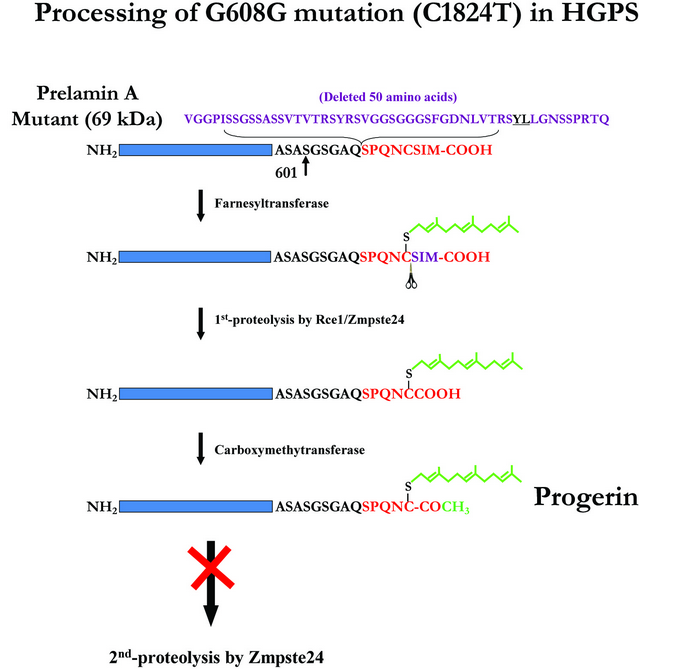 Processing of G608G mutation (C1824T) in HGPS
Prelamin A
Mutant (69 kDa)
(Deleted 50 amino acids)
VGGPISSGSSASSVTVTRSYRSVGGSGGGSFGDNLVTRSYLLGNSSPRTQ
NH2 ASASGSGAQSPQNCSIM-COOH
601
Farnesyltransferase
S
NH2 ASASGSGAQSPQNCSIM-COOH
1st-proteolysis by Rce1/Zmpste24
S
NH2 ASASGSGAQSPQNCCOOH
Carboxymethytransferase
S
NH2 ASASGSGAQSPQNC-COCH3
Progerin
2nd-proteolysis by Zmpste24